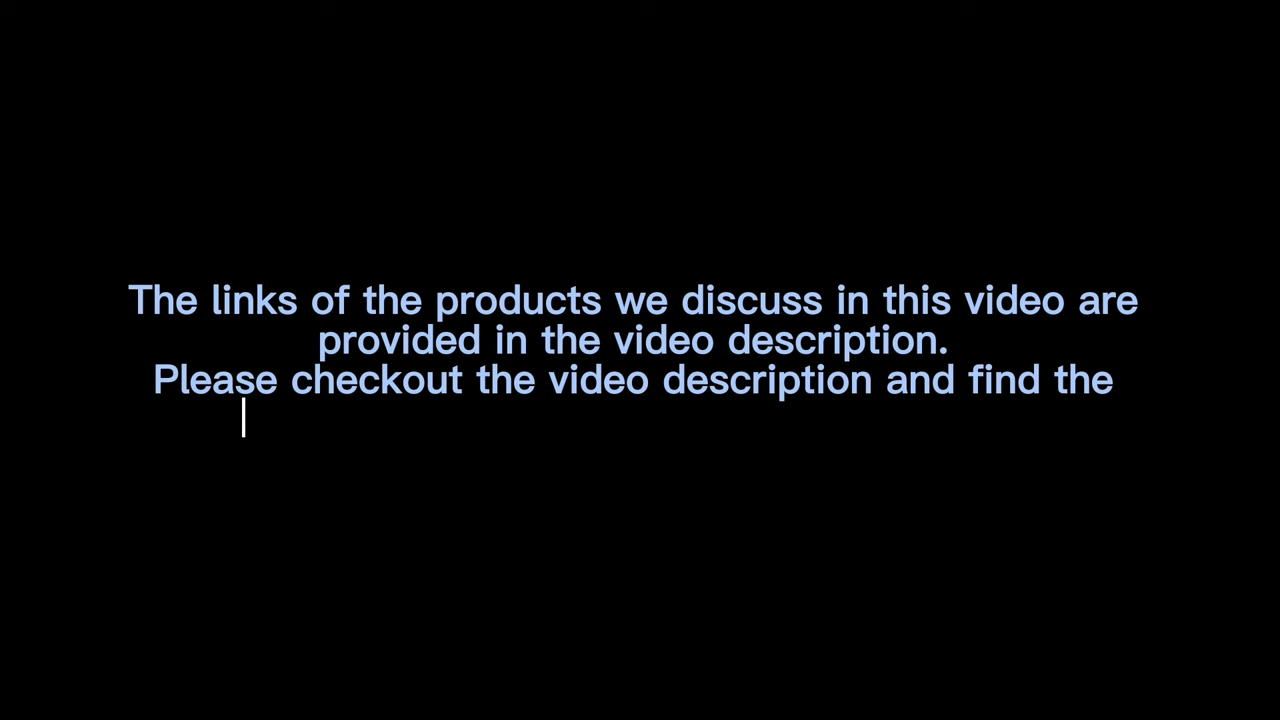 The links of the products we discuss in this video are
provided in the video description.
Please checkout the video description and find the